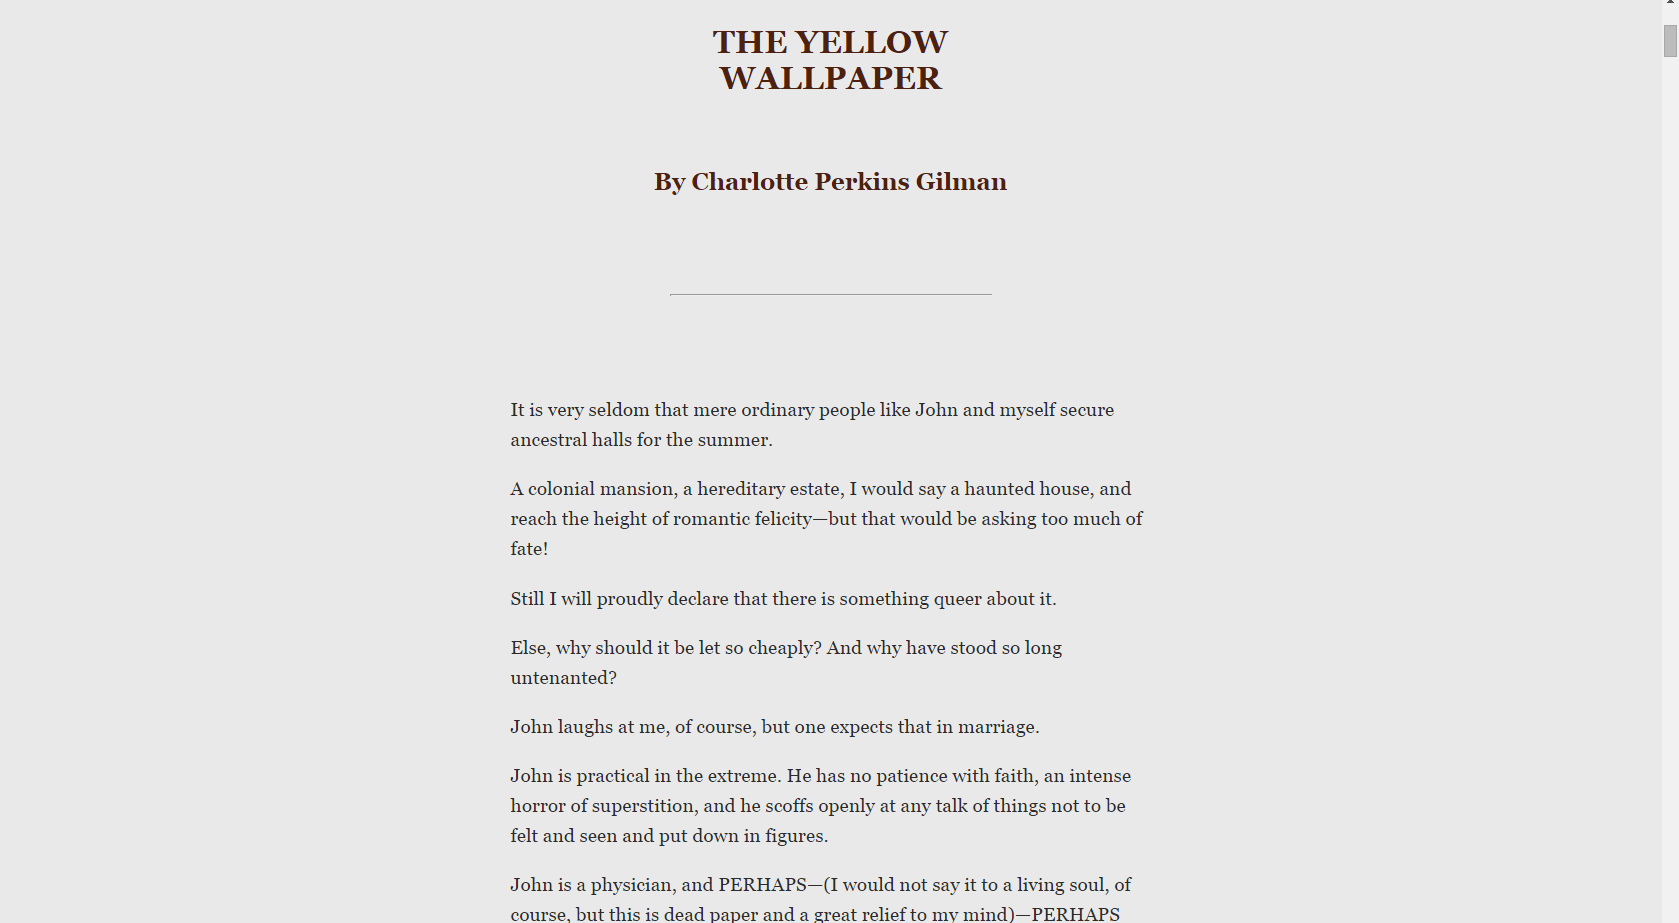 THE YELLOW
WALLPAPER
By Charlotte Perkins Gilman
It is very seldom that mere ordinary people like John and myself secure
ancestral halls for the summer.
A colonial mansion, a hereditary estate, I would say a haunted house, and
reach the height of romantic felicity—but that would be asking too much of
fate!
Still I will proudly declare that there is something queer about it.
Else, why should it be let so cheaply? And why have stood so long
untenanted?
John laughs at me, of course, but one expects that in marriage.
John is practical in the extreme. He has no patience with faith, an intense
horror of superstition, and he scoffs openly at any talk of things not to be
felt and seen and put down in figures.
John is a physician, and PERHAPS—(I would not say it to a living soul, of
course, but this is dead paper and a great relief to my mind)—PERHAPS